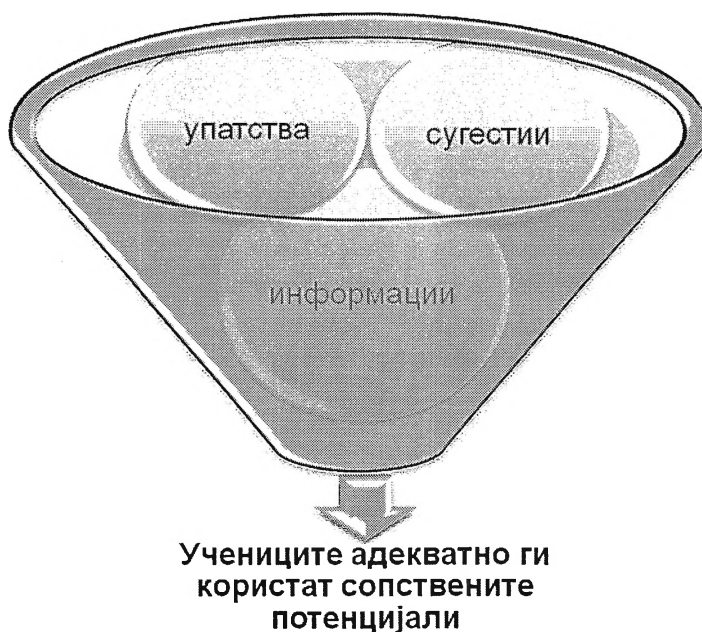 упатства
сугестии
информации
Учениците адекватно ги
користат сопствените
потенцијали